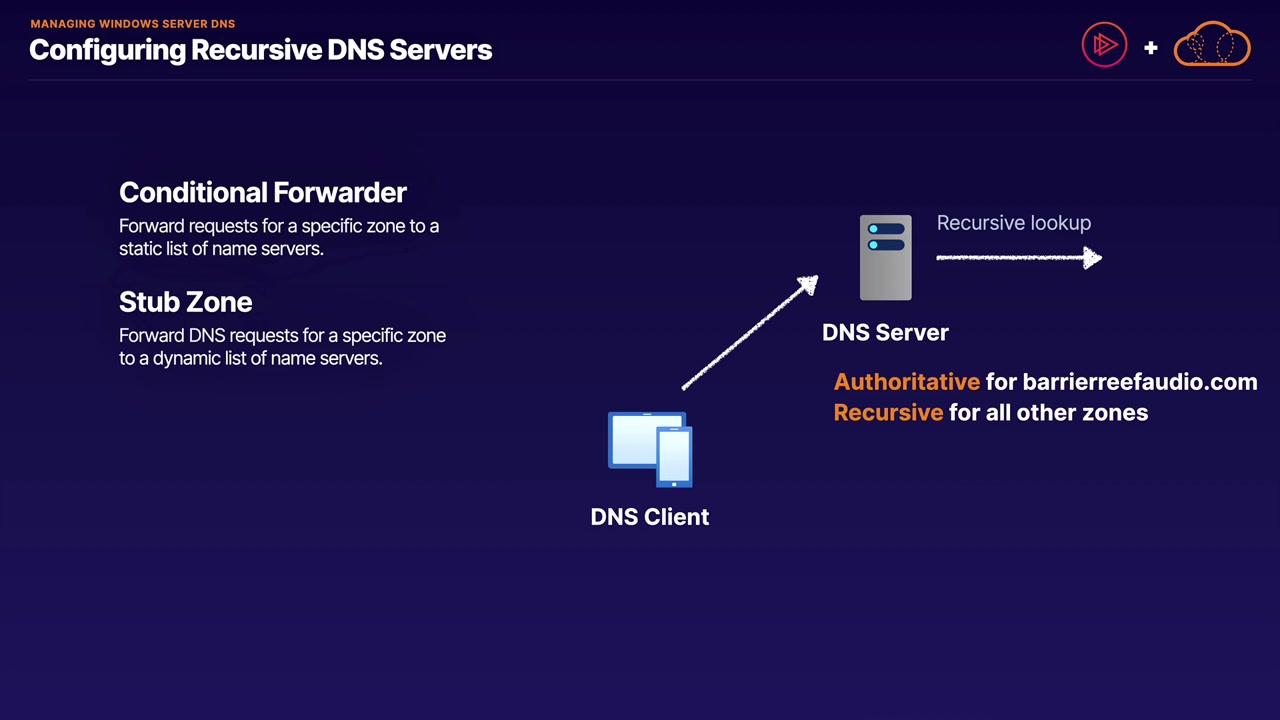 MANAGING WINDOWS SERVER DNS
Configuring Recursive DNS Servers
+
Conditional Forwarder
Forward requests for a specific zone to a
static list of name servers.
Stub Zone
Forward DNS requests for a specific zone
to a dynamic list of name servers.
Recursive lookup
DNS Server
Authoritative for barrierreefaudio.com
Recursive for all other zones
DNS Client